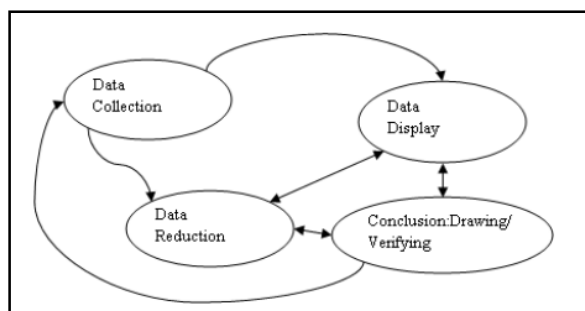 Data
Collection
Data
Display
Data
Reduction
Conclusion:Drawing/
Verifying